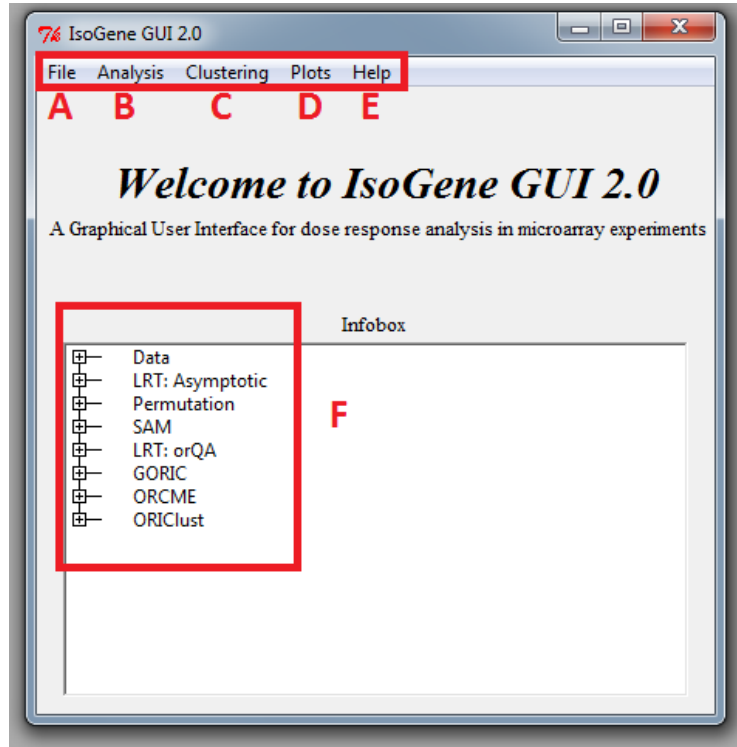 IsoGene GUI 2.0
File Analysis Clustering Plots Help
A B C D E
Welcome to IsoGene GUI 2.0
A Graphical User Interface for dose response analysis in microarray experiments
Infobox
Data
LRT: Asymptotic
Permutation
F
SAM
LRT: orQA
GORIC
ORCME
ORIClust